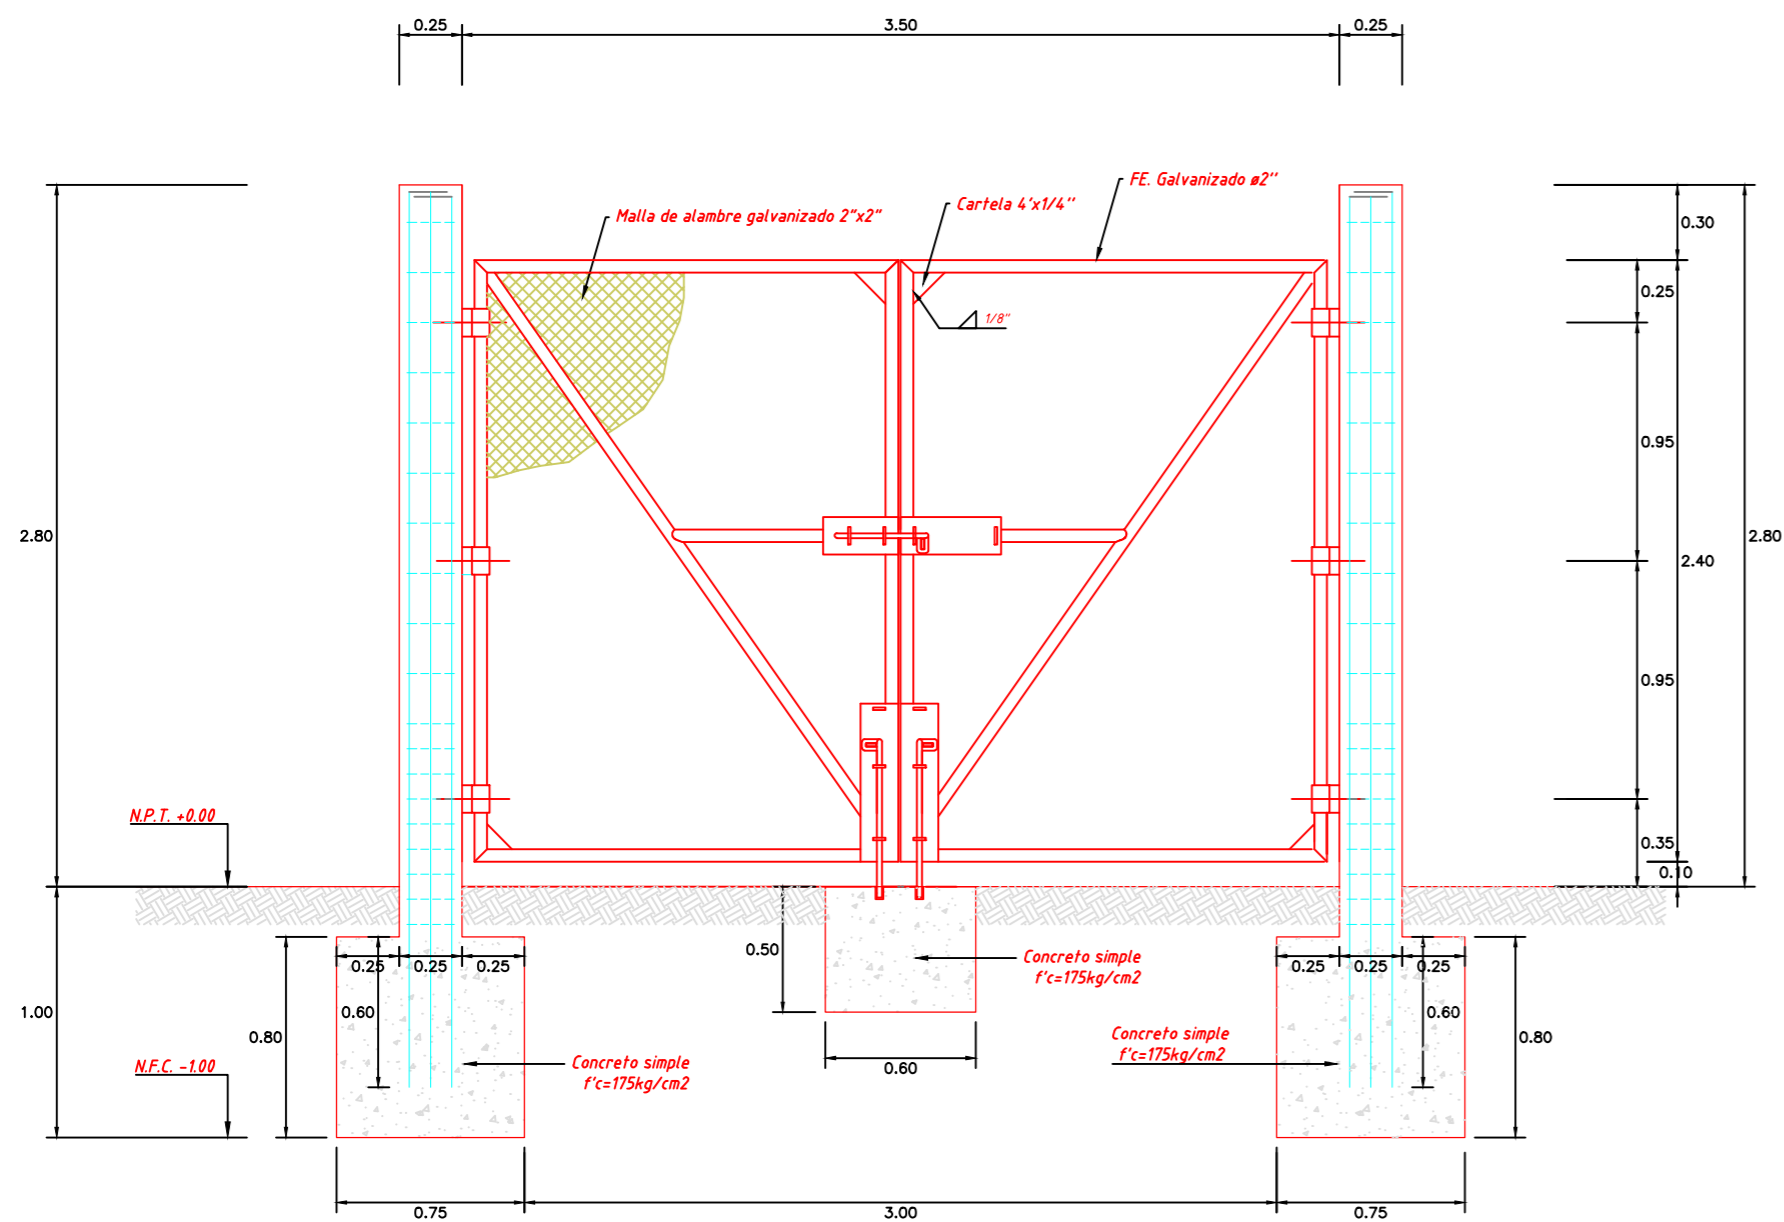 0.25
3.50
0.25
FE. Galvanizado ø2''
Cartela 4'x1/4''
Malla de alambre galvanizado 2"x2"
0.30
0.25
1/8"
0.95
2.80
2.40
2.80
0.95
N.P.T. +0.00
0.35
0.10
0.50
Concreto simple
f'c=175kg/cm2
0.25
0.25
0.25
0.25
0.25
0.25
1.00
0.60
0.80
0.60
0.80
Concreto simple
f'c=175kg/cm2
N.F.C. -1.00
Concreto simple
f'c=175kg/cm2
0.60
0.75
3.00
0.75